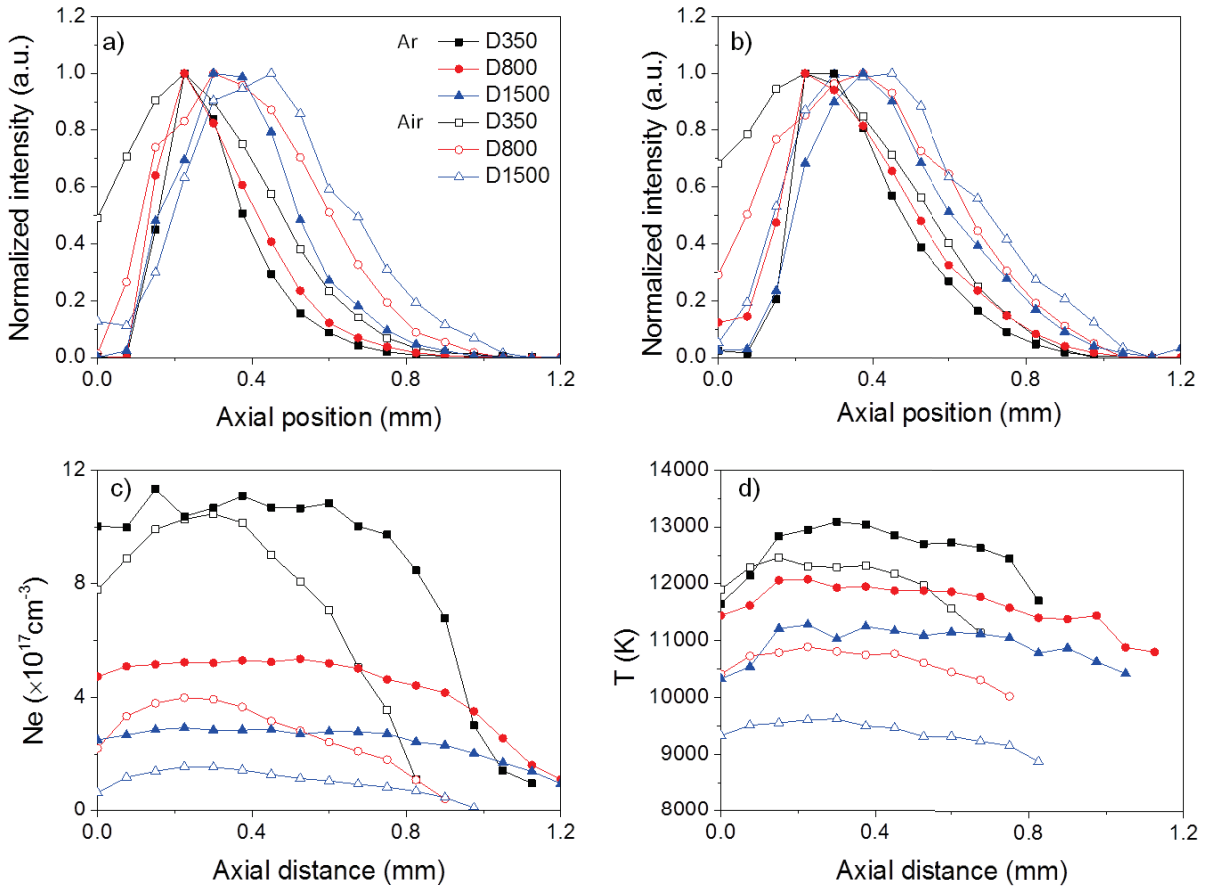 1.2
1.0
0.8
0.6
0.4
0.2
0.0
Normalized intensity (a.u.)
a)
Ar D350
D800
D1500
Air D350
D800
D1500
0.0 0.4 0.8 1.2
Axial position (mm)
1.2
1.0
0.8
0.6
0.4
0.2
0.0
Normalized intensity (a.u.)
b)
0.0 0.4 0.8 1.2
Axial position (mm)
12
8
4
0
Ne (×10¹⁷cm⁻³)
c)
0.0 0.4 0.8 1.2
Axial distance (mm)
14000
13000
12000
11000
10000
9000
8000
T (K)
d)
0.0 0.4 0.8 1.2
Axial distance (mm)